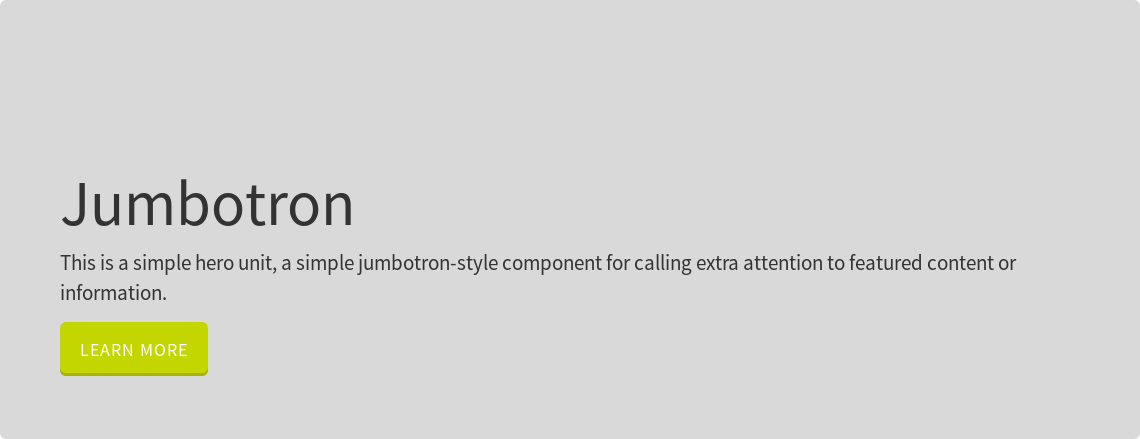 Jumbotron
This is a simple hero unit, a simple jumbotron-style component for calling extra attention to featured content or
information.
LEARN MORE